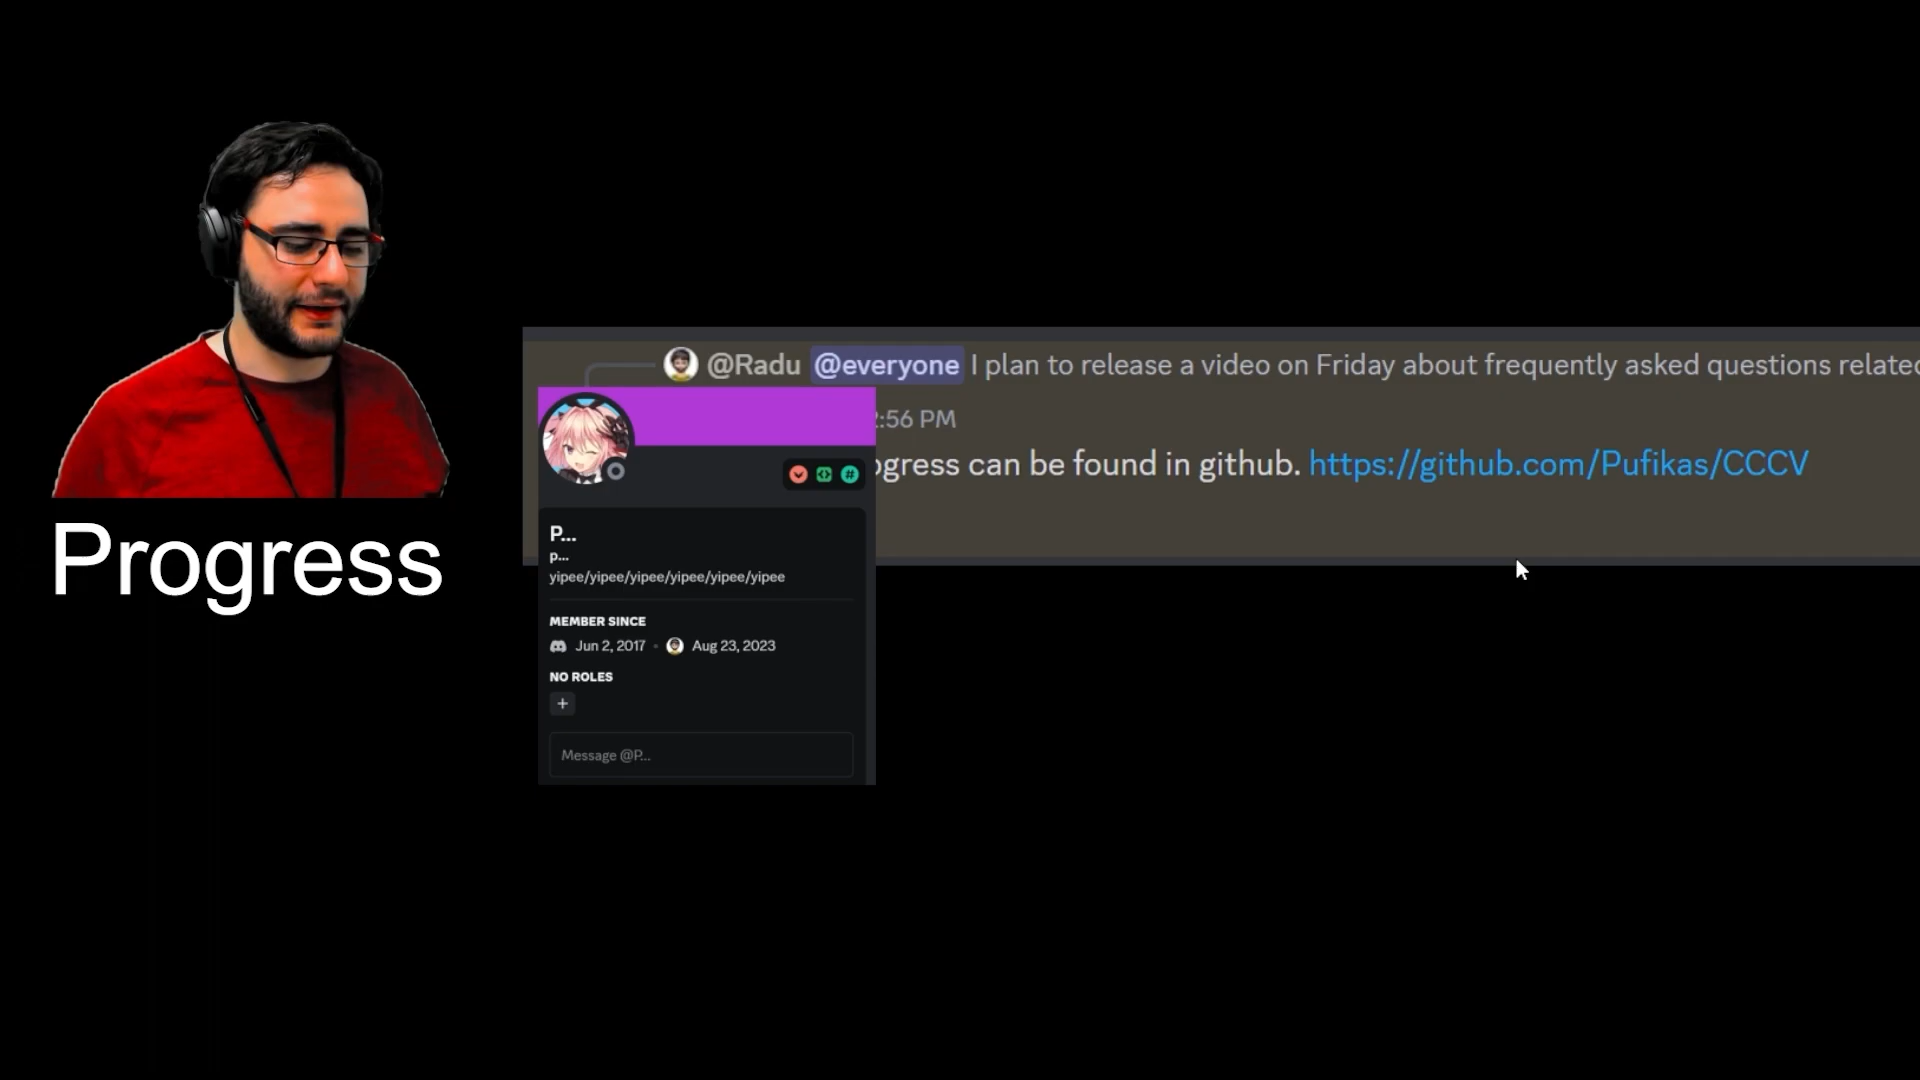 @Radu @everyone I plan to release a video on Friday about frequently asked questions related
:56 PM
ogress can be found in github. https://github.com/Pufikas/CCCV
Progress
P...
p...
yipee/yipee/yipee/yipee/yipee/yipee
MEMBER SINCE
Jun 2, 2017 • Aug 23, 2023
NO ROLES
+
Message @P...